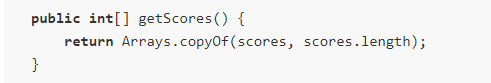 public int[] getScores() {
    return Arrays.copyOf(scores, scores.length);
}